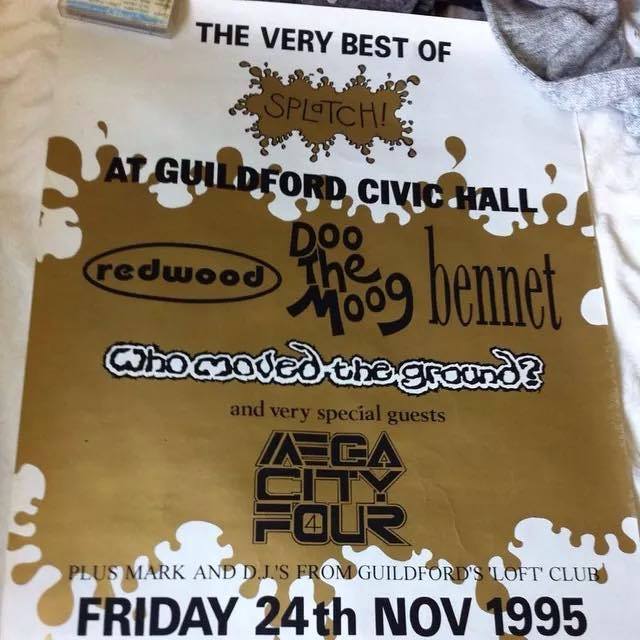 THE VERY BEST OF
SPLaTCH!
AT GUILDFORD CIVIC HALL
redwood
Doo
The
Moog
bennet
Who moved the ground?
and very special guests
MEGA
CITY
FOUR
4
PLUS MARK AND D.J.'S FROM GUILDFORD'S 'LOFT' CLUB
FRIDAY 24th NOV 1995